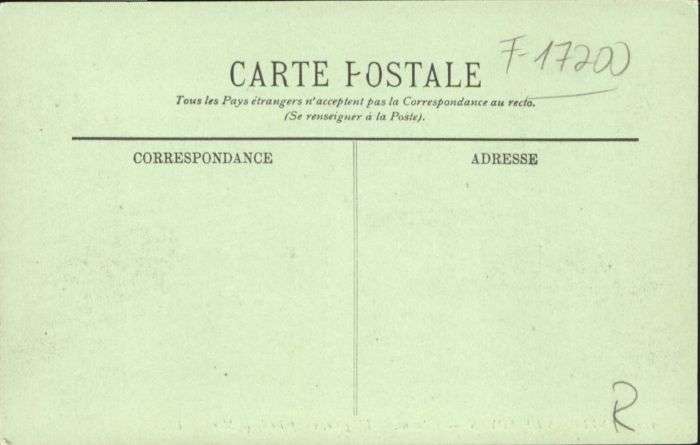 F-17200
CARTE POSTALE
Tous les Pays étrangers n'acceptent pas la Correspondance au recto.
(Se renseigner à la Poste).
CORRESPONDANCE
ADRESSE
R